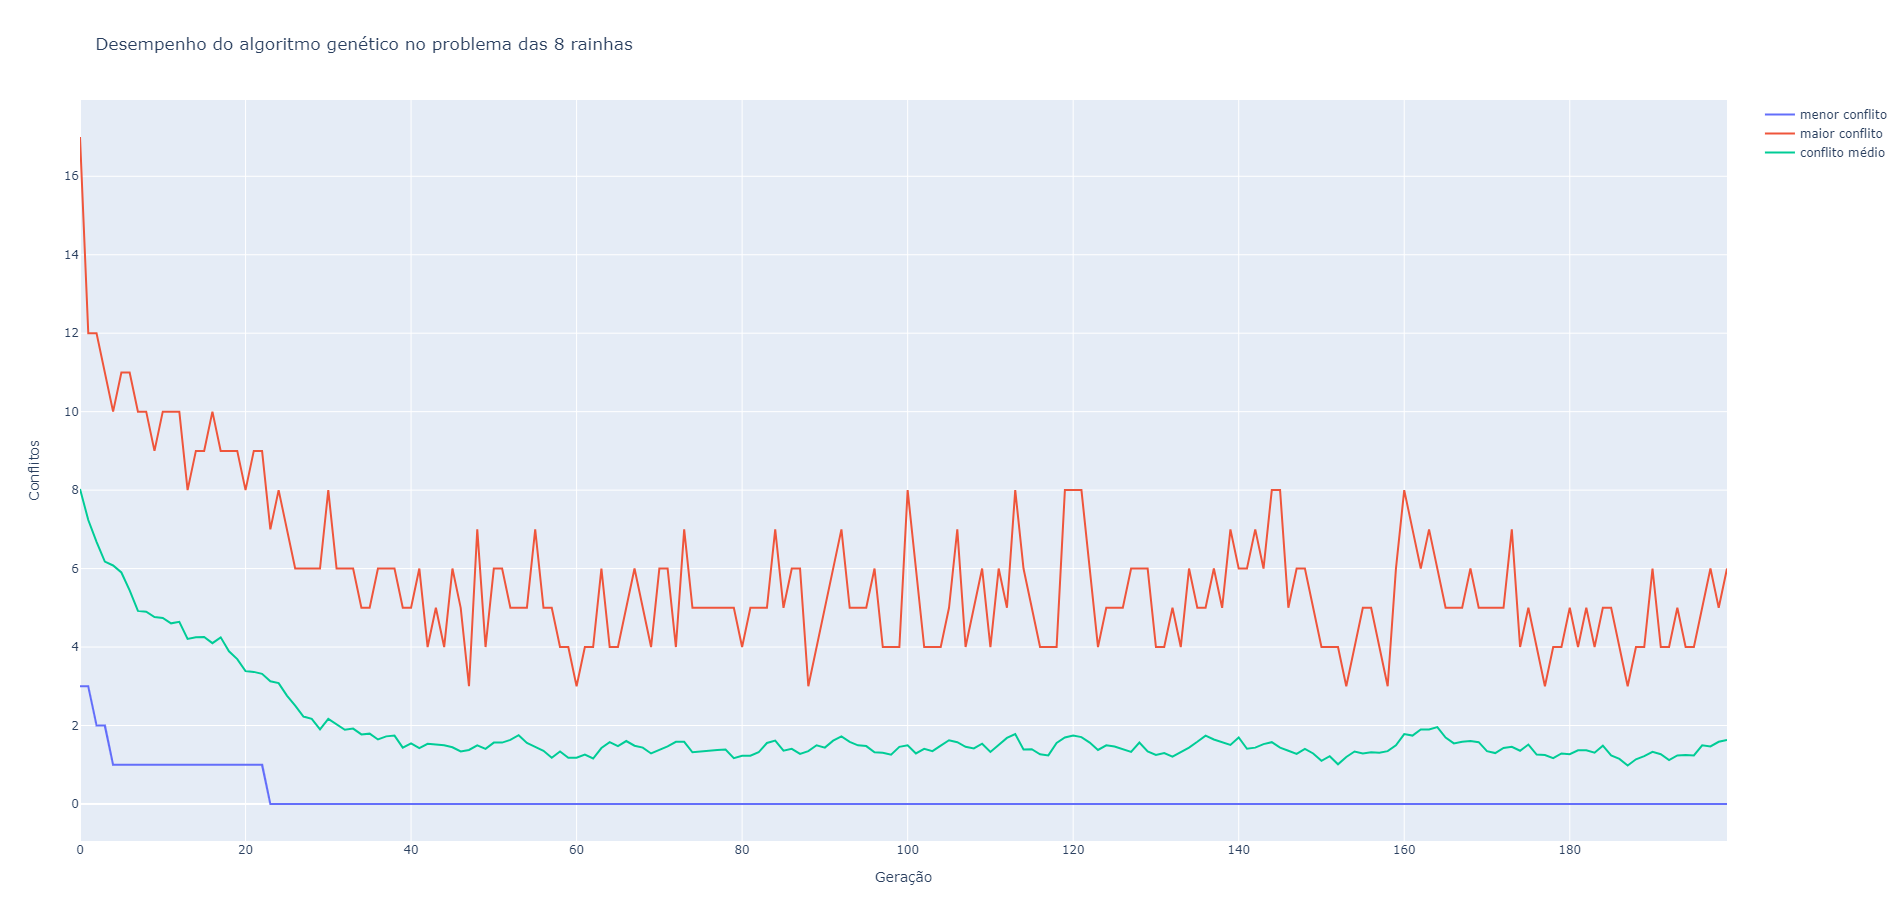 Desempenho do algoritmo genético no problema das 8 rainhas
menor conflito
maior conflito
conflito médio
Conflitos
16
14
12
10
8
6
4
2
0
0 20 40 60 80 100 120 140 160 180
Geração